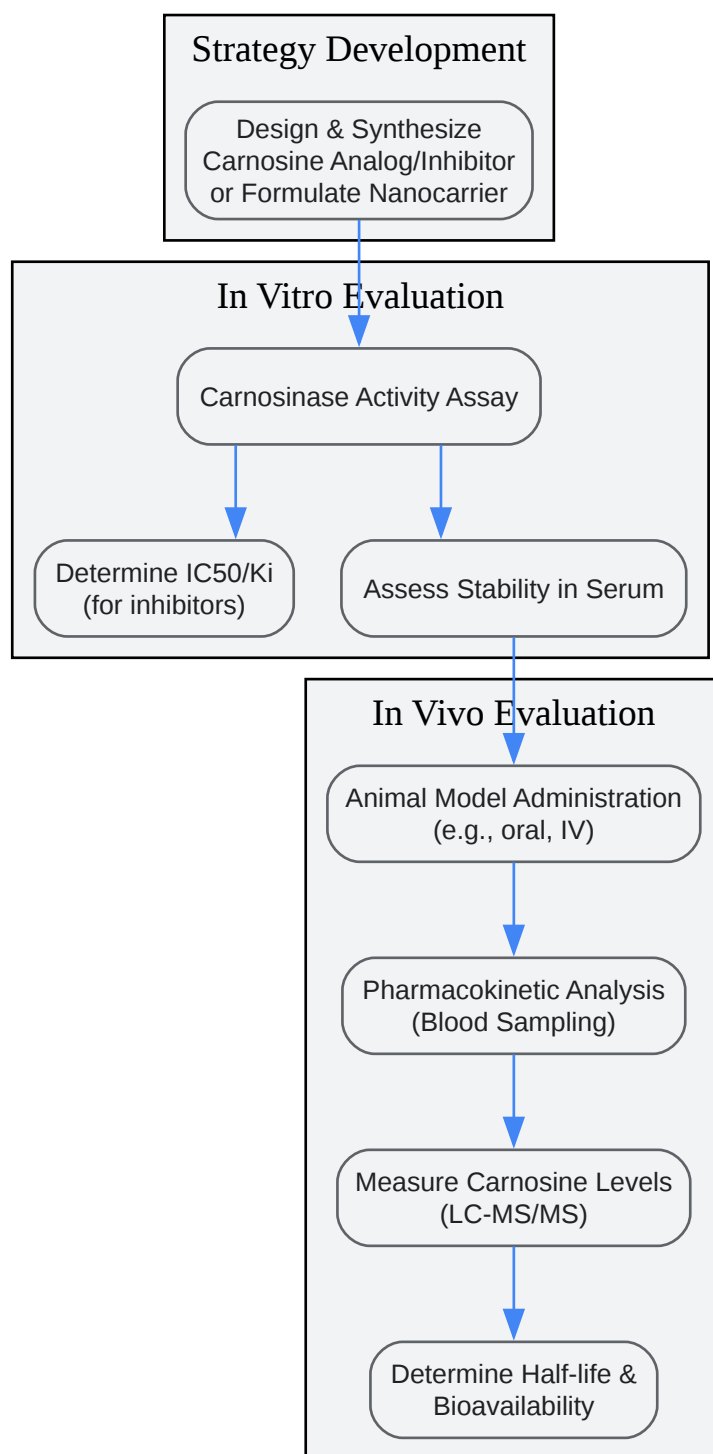 Strategy Development
Design & Synthesize
Carnosine Analog/Inhibitor
or Formulate Nanocarrier
In Vitro Evaluation
Carnosinase Activity Assay
Determine IC50/Ki
(for inhibitors)
Assess Stability in Serum
In Vivo Evaluation
Animal Model Administration
(e.g., oral, IV)
Pharmacokinetic Analysis
(Blood Sampling)
Measure Carnosine Levels
(LC-MS/MS)
Determine Half-life &
Bioavailability